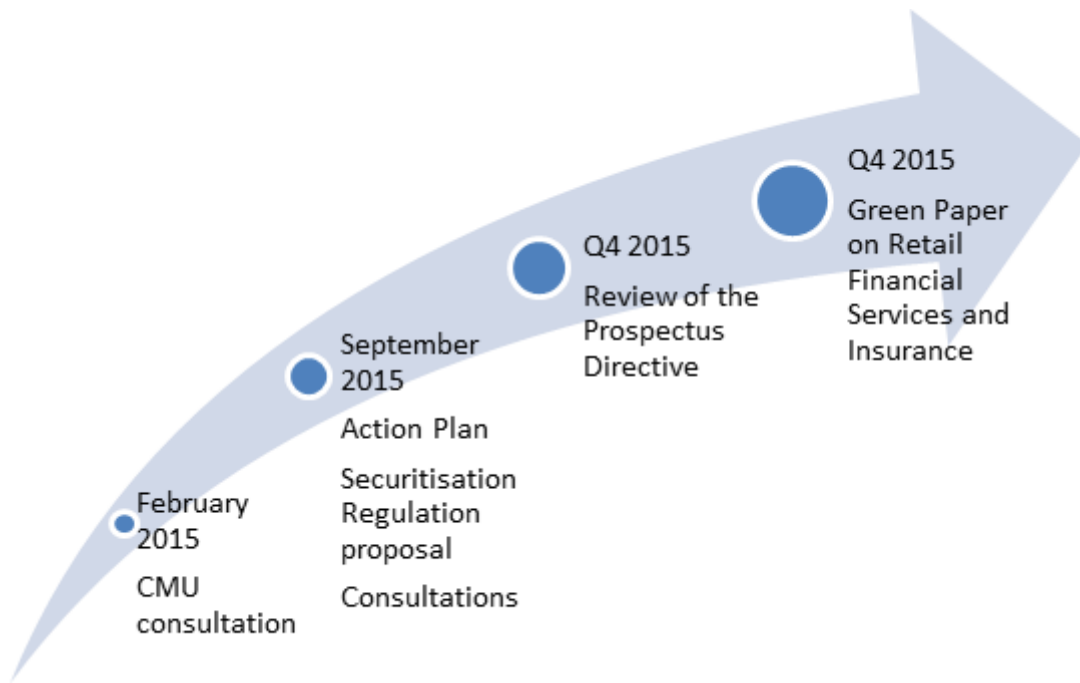 February
2015
CMU
consultation
September
2015
Action Plan
Securitisation
Regulation
proposal
Consultations
Q4 2015
Review of the
Prospectus
Directive
Q4 2015
Green Paper
on Retail
Financial
Services and
Insurance